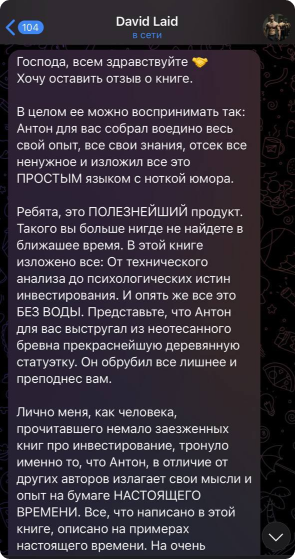 104
David Laid
в сети
Господа, всем здравствуйте 🤝
Хочу оставить отзыв о книге.
В целом ее можно воспринимать так:
Антон для вас собрал воедино весь
свой опыт, все свои знания, отсек все
ненужное и изложил все это
ПРОСТЫМ языком с ноткой юмора.
Ребята, это ПОЛЕЗНЕЙШИЙ продукт.
Такого вы больше нигде не найдете в
ближашее время. В этой книге
изложено все: От технического
анализа до психологических истин
инвестирования. И опять же все это
БЕЗ ВОДЫ. Представьте, что Антон
для вас выстругал из неотесанного
бревна прекраснейшую деревянную
статуэтку. Он обрубил все лишнее и
преподнес вам.
Лично меня, как человека,
прочитавшего немало заезженных
книг про инвестирование, тронуло
именно то, что Антон, в отличие от
других авторов излагает свои мысли и
опыт на бумаге НАСТОЯЩЕГО
ВРЕМЕНИ. Все, что написано в этой
книге, описано на примерах
настоящего времени. На очень